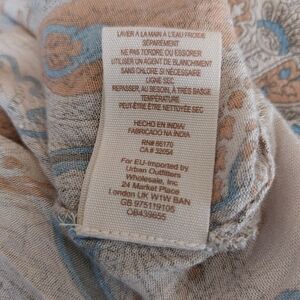 LAVER À LA MAIN À L'EAU FROIDE
SÉPARÉMENT
NE PAS TORDRE OU ESSORER
UTILISER UN AGENT DE BLANCHIMENT
SANS CHLORE SI NÉCESSAIRE
LIGNE SEC
REPASSER, AU BESOIN, À TRÈS BASSE
TEMPÉRATURE
PEUT-ÊTRE ÊTRE NETTOYÉE SEC
HECHO EN INDIA/
FABRICADO NA INDIA
RN# 66170
CA # 32054
For EU-Imported by
Urban Outfitters
Wholesale, Inc
24 Market Place
London UK W1W 8AN
GB 975119105
OB439655